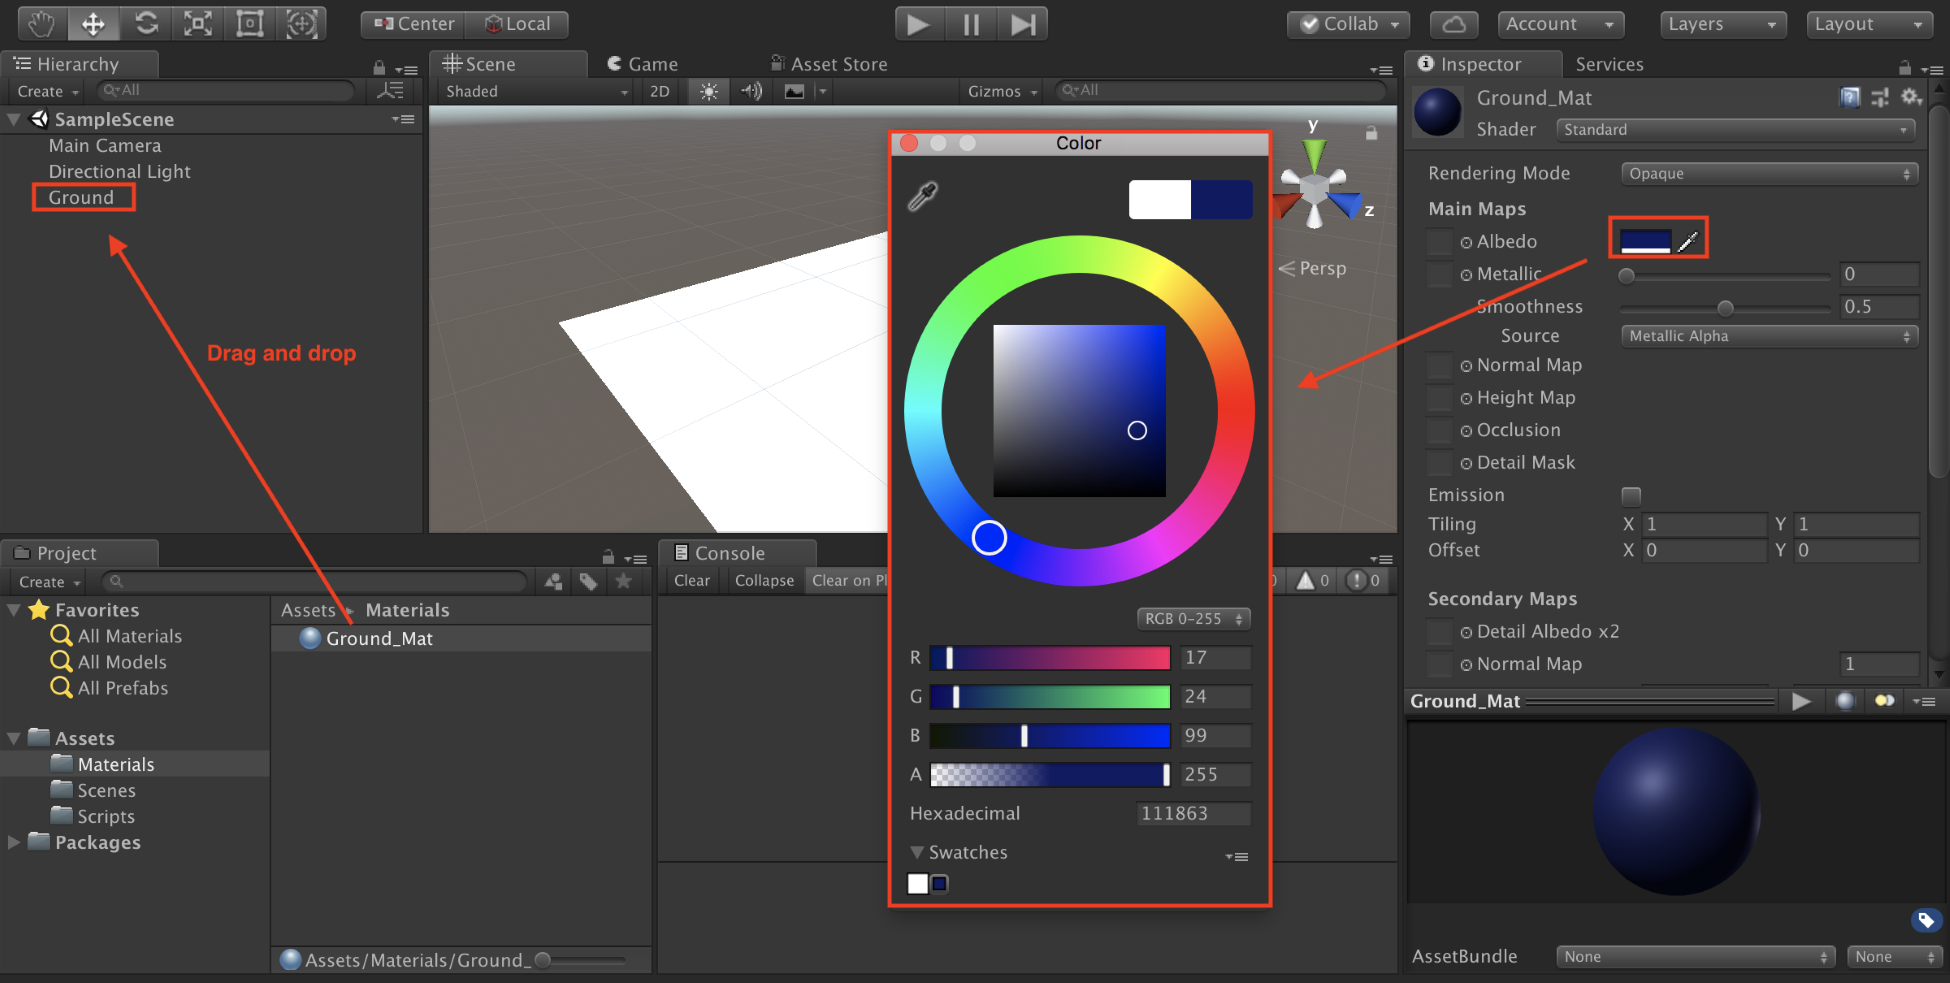 Center Local
Collab Account Layers Layout
Hierarchy
Create All
SampleScene
Main Camera
Directional Light
Ground
Drag and drop
Scene Game Asset Store
Shaded 2D Gizmos All
y
z
Persp
Color
RGB 0-255
R 17
G 24
B 99
A 255
Hexadecimal 111863
Swatches
Inspector Services
Ground_Mat
Shader Standard
Rendering Mode Opaque
Main Maps
Albedo
Metallic 0
Smoothness 0.5
Source Metallic Alpha
Normal Map
Height Map
Occlusion
Detail Mask
Emission
Tiling X 1 Y 1
Offset X 0 Y 0
Secondary Maps
Detail Albedo x2
Normal Map 1
Ground_Mat
AssetBundle None None
Project
Create
Favorites
All Materials
All Models
All Prefabs
Assets
Materials
Scenes
Scripts
Packages
Assets Materials
Ground_Mat
Assets/Materials/Ground_
Console
Clear Collapse Clear on Pl 0 0 0